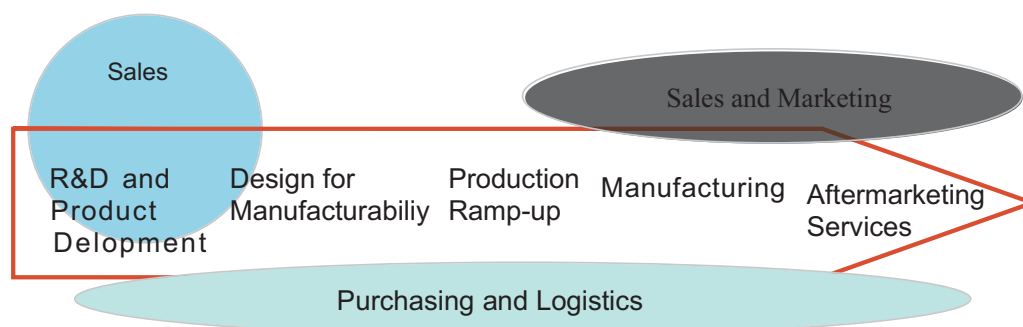 Sales
Sales and Marketing
R&D and
Product
Delopment
Design for
Manufacturabiliy
Production
Ramp-up
Manufacturing
Aftermarketing
Services
Purchasing and Logistics